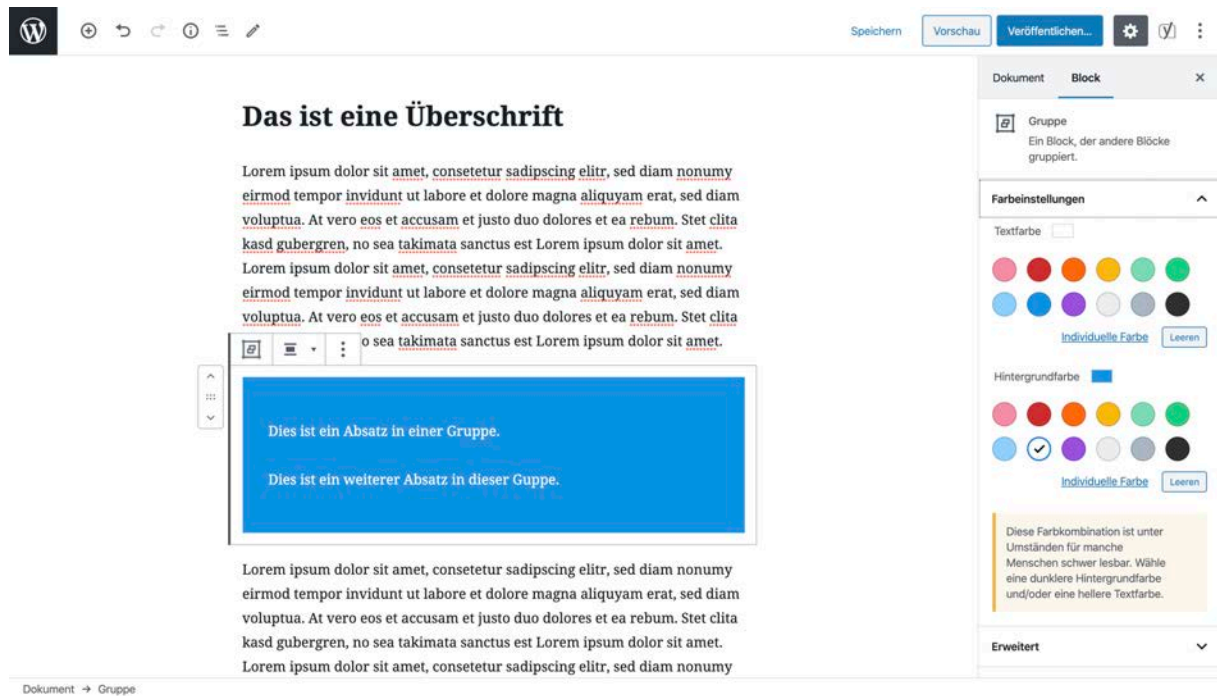 Speichern
Vorschau
Veröffentlichen...
Das ist eine Überschrift
Lorem ipsum dolor sit amet, consetetur sadipscing elitr, sed diam nonumy
eirmod tempor invidunt ut labore et dolore magna aliquyam erat, sed diam
voluptua. At vero eos et accusam et justo duo dolores et ea rebum. Stet clita
kasd gubergren, no sea takimata sanctus est Lorem ipsum dolor sit amet.
Lorem ipsum dolor sit amet, consetetur sadipscing elitr, sed diam nonumy
eirmod tempor invidunt ut labore et dolore magna aliquyam erat, sed diam
voluptua. At vero eos et accusam et justo duo dolores et ea rebum. Stet clita
o sea takimata sanctus est Lorem ipsum dolor sit amet.
Dies ist ein Absatz in einer Gruppe.
Dies ist ein weiterer Absatz in dieser Guppe.
Lorem ipsum dolor sit amet, consetetur sadipscing elitr, sed diam nonumy
eirmod tempor invidunt ut labore et dolore magna aliquyam erat, sed diam
voluptua. At vero eos et accusam et justo duo dolores et ea rebum. Stet clita
kasd gubergren, no sea takimata sanctus est Lorem ipsum dolor sit amet.
Lorem ipsum dolor sit amet, consetetur sadipscing elitr, sed diam nonumy
Dokument
Block
Gruppe
Ein Block, der andere Blöcke
gruppiert.
Farbeinstellungen
Textfarbe
Individuelle Farbe
Leeren
Hintergrundfarbe
Individuelle Farbe
Leeren
Diese Farbkombination ist unter
Umständen für manche
Menschen schwer lesbar. Wähle
eine dunklere Hintergrundfarbe
und/oder eine hellere Textfarbe.
Erweitert
Dokument → Gruppe